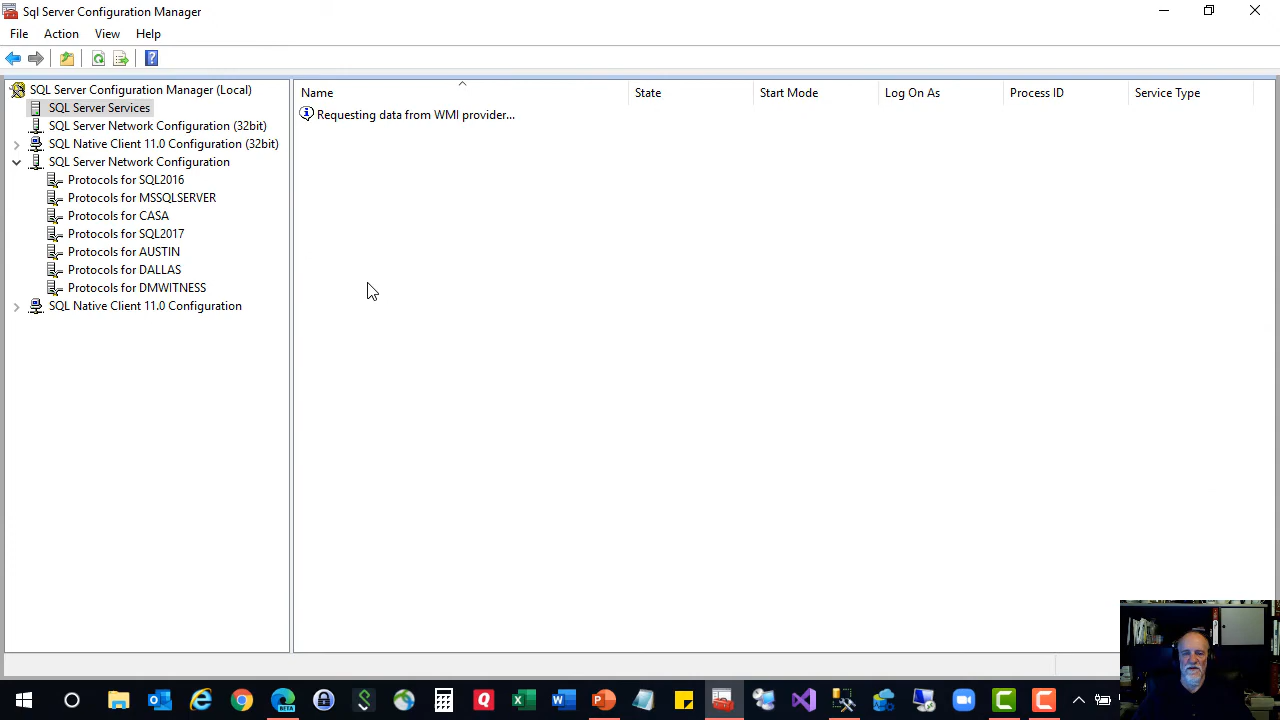 Sql Server Configuration Manager
File Action View Help
SQL Server Configuration Manager (Local)
SQL Server Services
SQL Server Network Configuration (32bit)
SQL Native Client 11.0 Configuration (32bit)
SQL Server Network Configuration
Protocols for SQL2016
Protocols for MSSQLSERVER
Protocols for CASA
Protocols for SQL2017
Protocols for AUSTIN
Protocols for DALLAS
Protocols for DMWITNESS
SQL Native Client 11.0 Configuration
Name State Start Mode Log On As Process ID Service Type
Requesting data from WMI provider...
BETA